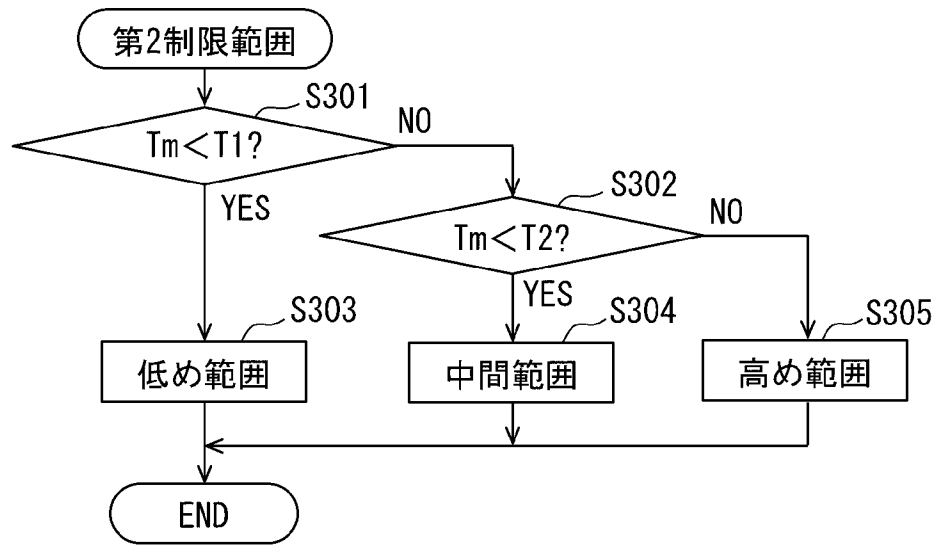 第2制限範囲
S301
Tm<T1?
NO
YES
S302
Tm<T2?
NO
YES
S303
低め範囲
S304
中間範囲
S305
高め範囲
END